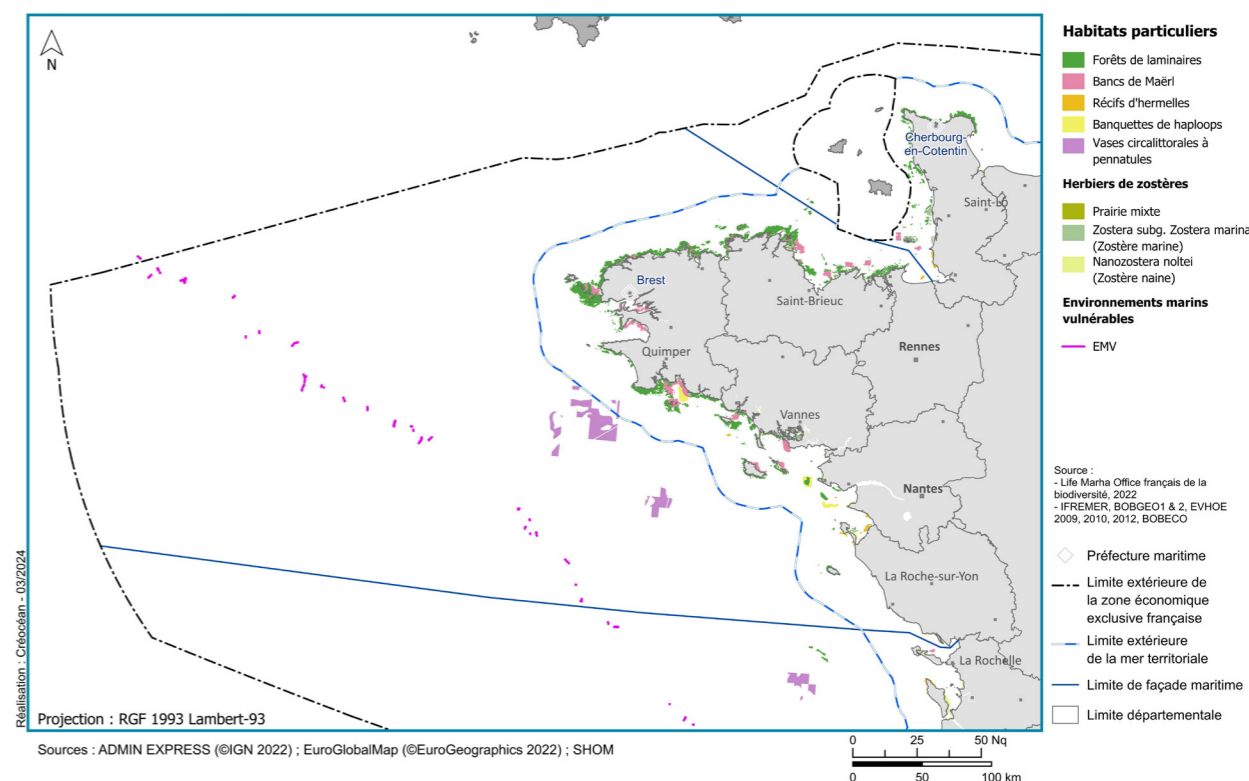 N
Cherbourg-
en-Cotentin
Saint-Lô
Brest
Saint-Brieuc
Quimper
Rennes
Vannes
Nantes
La Roche-sur-Yon
La Rochelle
Réalisation : Créocéan - 03/2024
Projection : RGF 1993 Lambert-93
Sources : ADMIN EXPRESS (©IGN 2022) ; EuroGlobalMap (©EuroGeographics 2022) ; SHOM
Habitats particuliers
Forêts de laminaires
Bancs de Maërl
Récifs d'hermelles
Banquettes de haploops
Vases circalittorales à
pennatules
Herbiers de zostères
Prairie mixte
Zostera subg. Zostera marina
(Zostère marine)
Nanozostera noltei
(Zostère naine)
Environnements marins
vulnérables
EMV
Source :
- Life Marha Office français de la
biodiversité, 2022
- IFREMER, BOBGEO1 & 2, EVHOE
2009, 2010, 2012, BOBECO
Préfecture maritime
Limite extérieure de
la zone économique
exclusive française
Limite extérieure
de la mer territoriale
Limite de façade maritime
Limite départementale
0 25 50 Nq
0 50 100 km